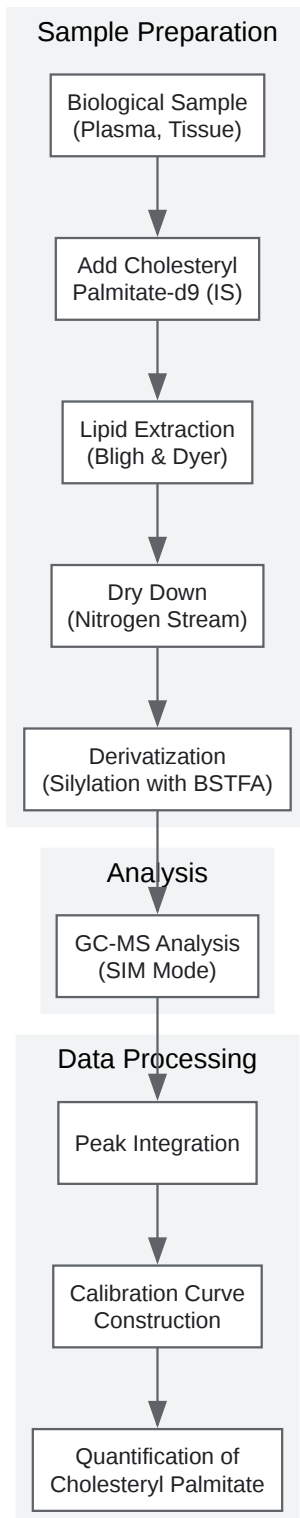 Sample Preparation
Biological Sample
(Plasma, Tissue)
Add Cholesteryl
Palmitate-d9 (IS)
Lipid Extraction
(Bligh & Dyer)
Dry Down
(Nitrogen Stream)
Derivatization
(Silylation with BSTFA)
Analysis
GC-MS Analysis
(SIM Mode)
Data Processing
Peak Integration
Calibration Curve
Construction
Quantification of
Cholesteryl Palmitate